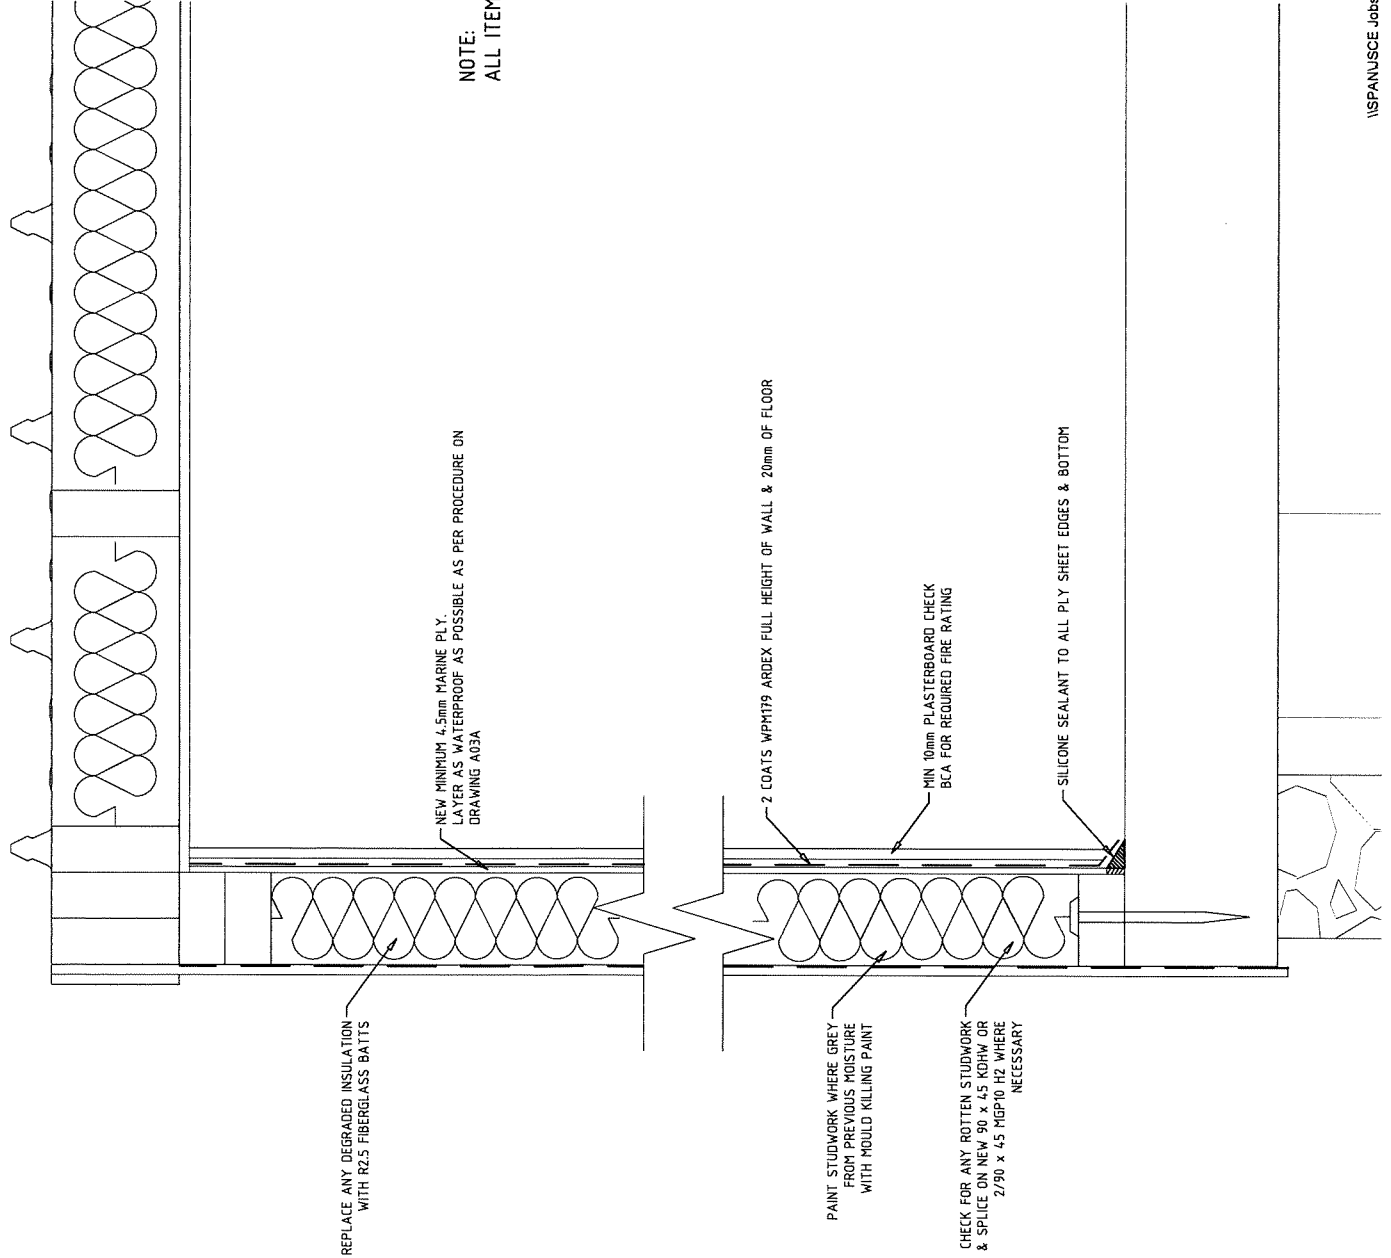 NOTE:
ALL ITEM
REPLACE ANY DEGRADED INSULATION
WITH R2.5 FIBERGLASS BATTS
NEW MINIMUM 4.5mm MARINE PLY.
LAYER AS WATERPROOF AS POSSIBLE AS PER PROCEDURE ON
DRAWING A03A
2 COATS WPM179 ARDEX FULL HEIGHT OF WALL & 20mm OF FLOOR
PAINT STUDWORK WHERE GREY
FROM PREVIOUS MOISTURE
WITH MOULD KILLING PAINT
MIN 10mm PLASTERBOARD CHECK
BCA FOR REQUIRED FIRE RATING
CHECK FOR ANY ROTTEN STUDWORK
& SPLICE ON NEW 90 x 45 KDHW OR
2/90 x 45 MGP10 H2 WHERE
NECESSARY
SILICONE SEALANT TO ALL PLY SHEET EDGES & BOTTOM
\\SPANJSCE Jobs